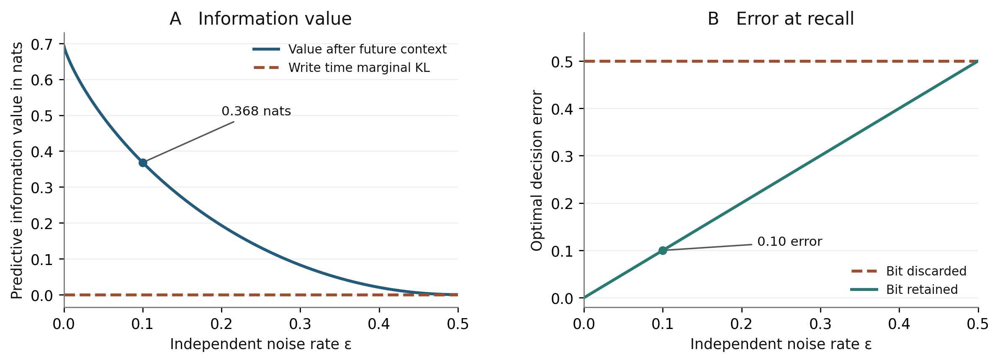 A Information value
Predictive information value in nats
0.7
0.6
0.5
0.4
0.3
0.2
0.1
0.0
Value after future context
Write time marginal KL
0.368 nats
0.0 0.1 0.2 0.3 0.4 0.5
Independent noise rate ε
B Error at recall
Optimal decision error
0.5
0.4
0.3
0.2
0.1
0.0
0.10 error
Bit discarded
Bit retained
0.0 0.1 0.2 0.3 0.4 0.5
Independent noise rate ε